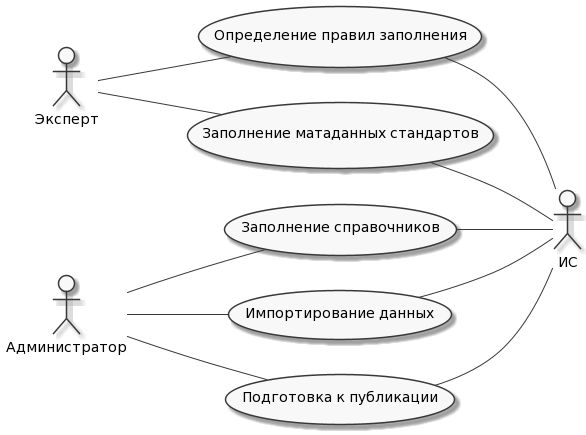 Определение правил заполнения
Эксперт
Заполнение матаданных стандартов
Заполнение справочников
ИС
Импортирование данных
Администратор
Подготовка к публикации